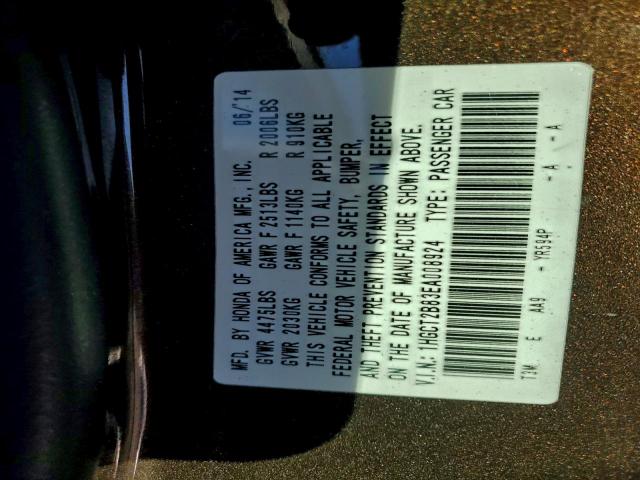 MFD. BY HONDA OF AMERICA MFG., INC. 06/14
GVWR 4475LBS GAWR F 2513LBS R 2006LBS
GVWR 2030KG GAWR F 1140KG R 910KG
THIS VEHICLE CONFORMS TO ALL APPLICABLE
FEDERAL MOTOR VEHICLE SAFETY, BUMPER,
AND THEFT PREVENTION STANDARDS IN EFFECT
ON THE DATE OF MANUFACTURE SHOWN ABOVE.
V.I.N.: 1HGCT2B83EA008924 TYPE: PASSENGER CAR
T3M E AA9 - YR594P - A - A